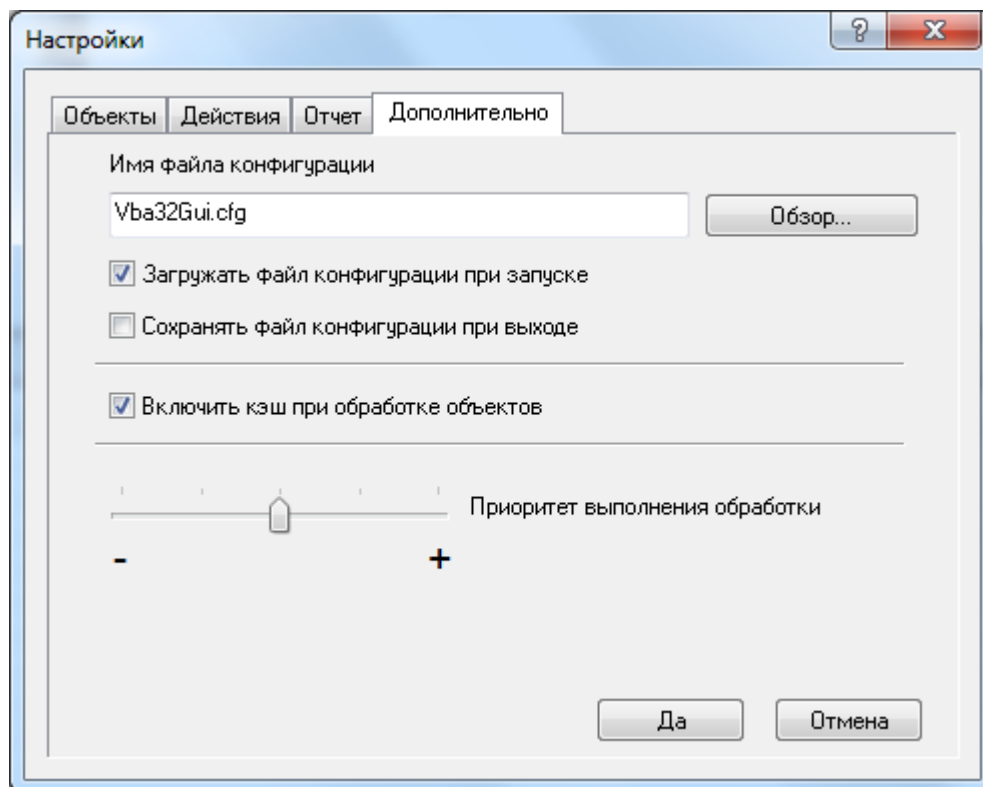 Настройки
Объекты Действия Отчет Дополнительно
Имя файла конфигурации
Vba32Gui.cfg Обзор...
Загружать файл конфигурации при запуске
Сохранять файл конфигурации при выходе
Включить кэш при обработке объектов
Приоритет выполнения обработки
- +
Да Отмена